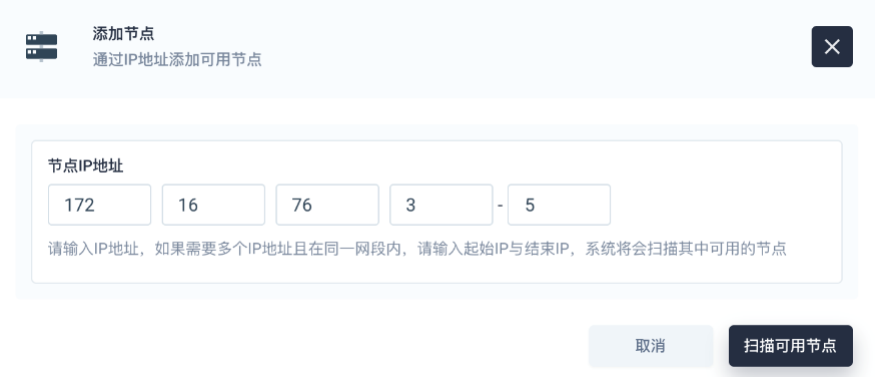 添加节点
通过IP地址添加可用节点
节点IP地址
172 16 76 3 - 5
请输入IP地址，如果需要多个IP地址且在同一网段内，请输入起始IP与结束IP，系统将会扫描其中可用的节点
取消 扫描可用节点